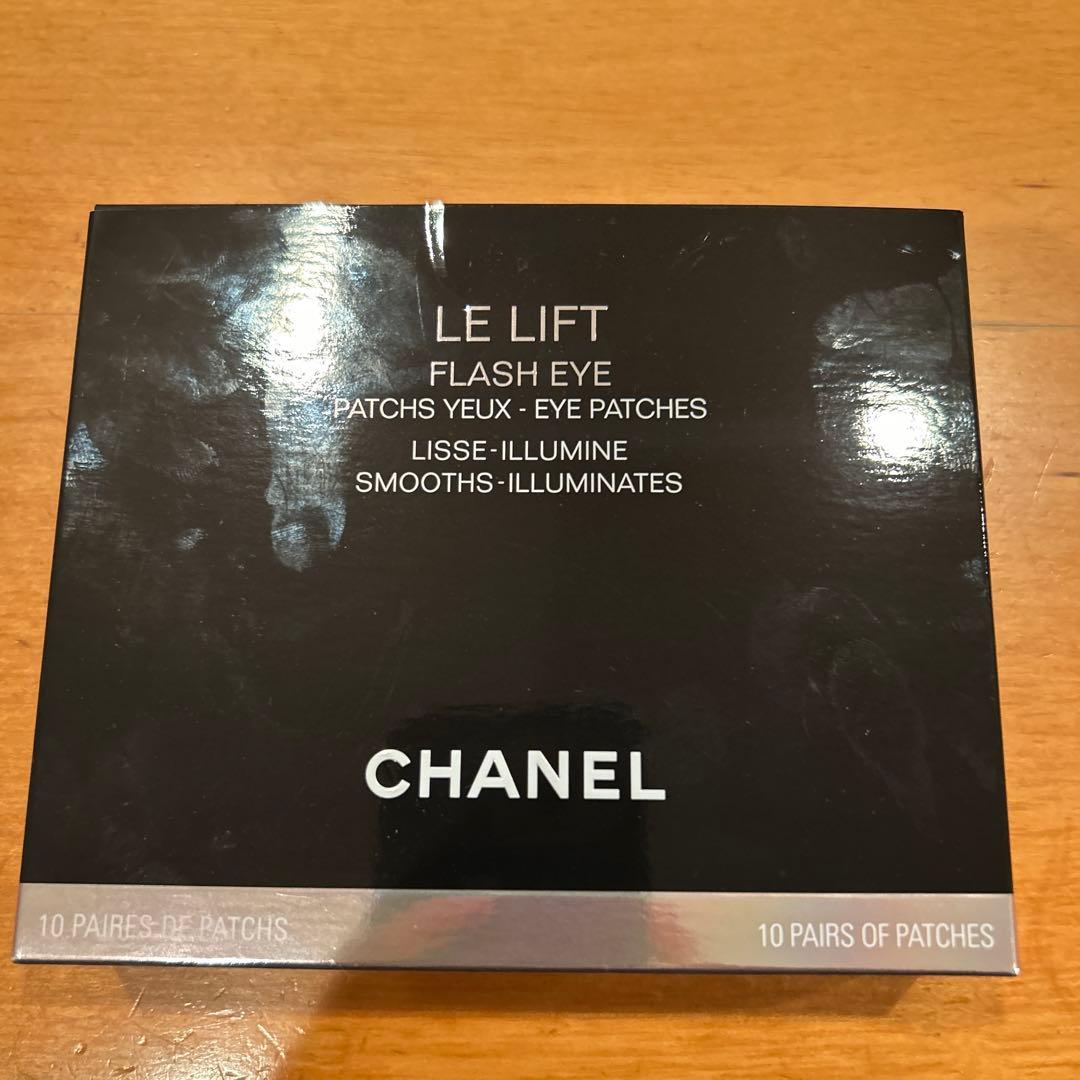 LE LIFT
FLASH EYE
PATCHS YEUX - EYE PATCHES
LISSE-ILLUMINE
SMOOTHS-ILLUMINATES
CHANEL
10 PAIRES DE PATCHS
10 PAIRS OF PATCHES